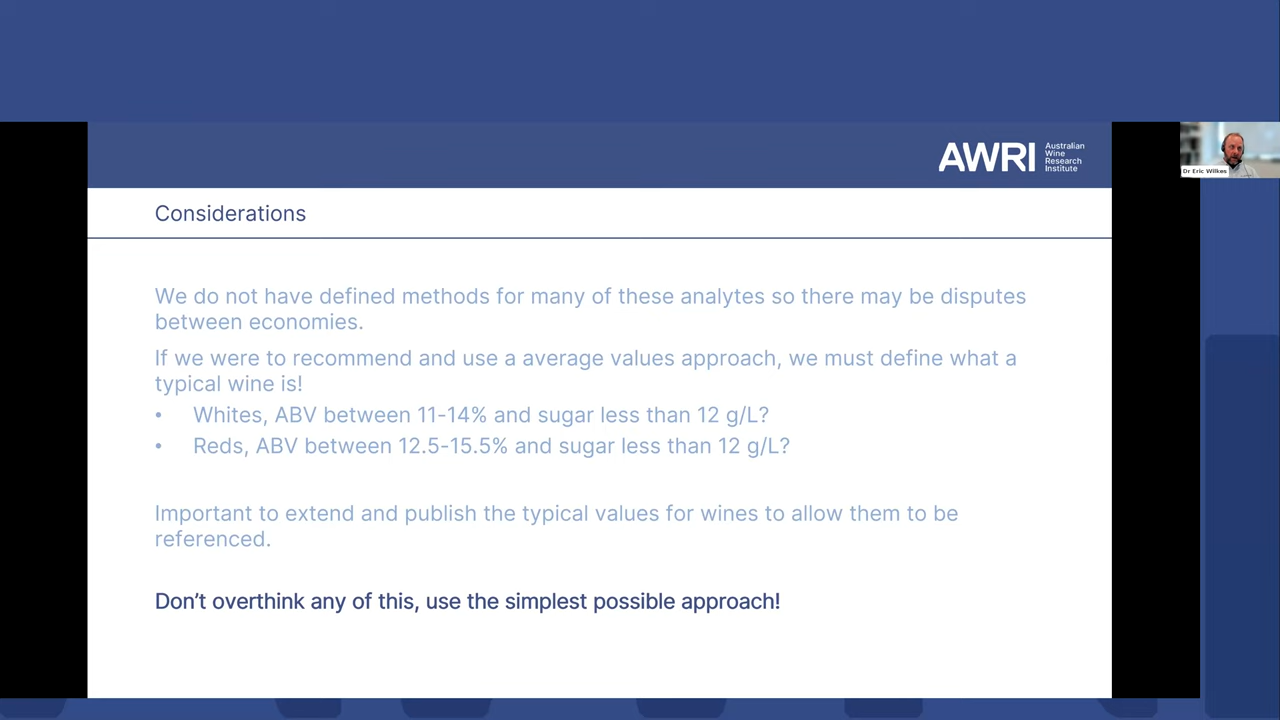 AWRI
Australian
Wine
Research
Institute
Dr Eric Wilkes
Considerations
We do not have defined methods for many of these analytes so there may be disputes
between economies.
If we were to recommend and use a average values approach, we must define what a
typical wine is!
• Whites, ABV between 11-14% and sugar less than 12 g/L?
• Reds, ABV between 12.5-15.5% and sugar less than 12 g/L?
Important to extend and publish the typical values for wines to allow them to be
referenced.
Don't overthink any of this, use the simplest possible approach!